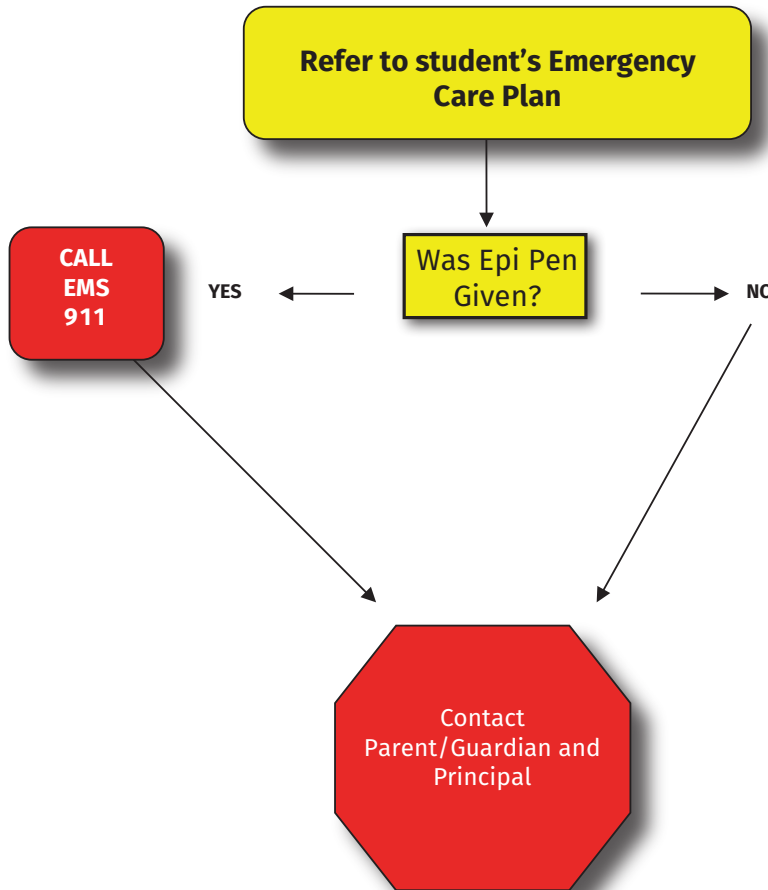 Refer to student’s Emergency
Care Plan
CALL
EMS
911
YES
Was Epi Pen
Given?
NO
Contact
Parent/Guardian and
Principal